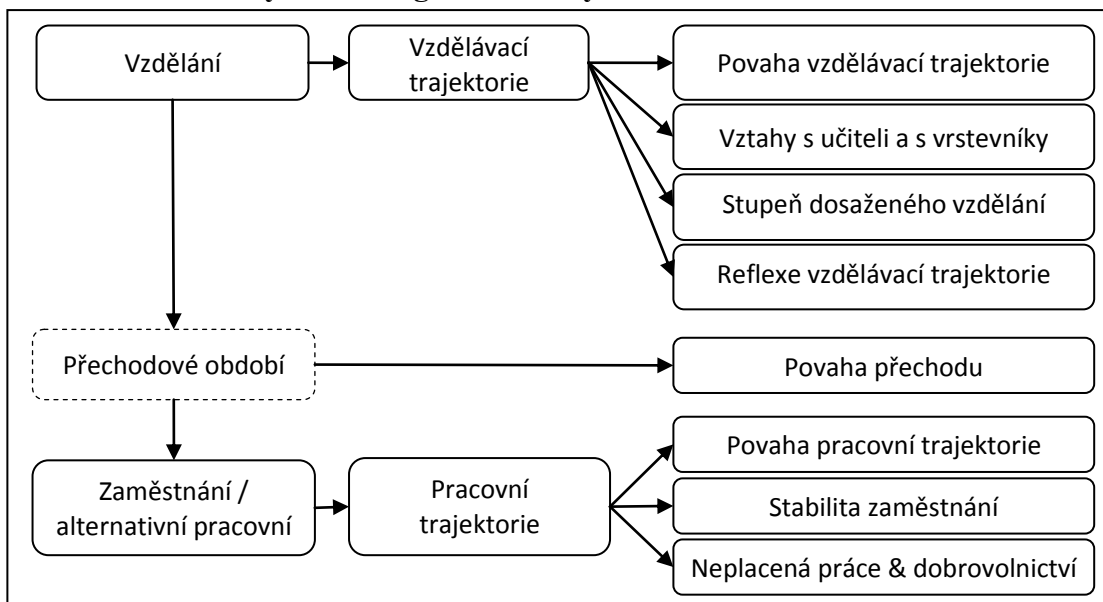 Vzdělání
Vzdělávací
trajektorie
Povaha vzdělávací trajektorie
Vztahy s učiteli a s vrstevníky
Stupeň dosaženého vzdělání
Reflexe vzdělávací trajektorie
Přechodové období
Povaha přechodu
Zaměstnání /
alternativní pracovní
Pracovní
trajektorie
Povaha pracovní trajektorie
Stabilita zaměstnání
Neplacená práce & dobrovolnictví